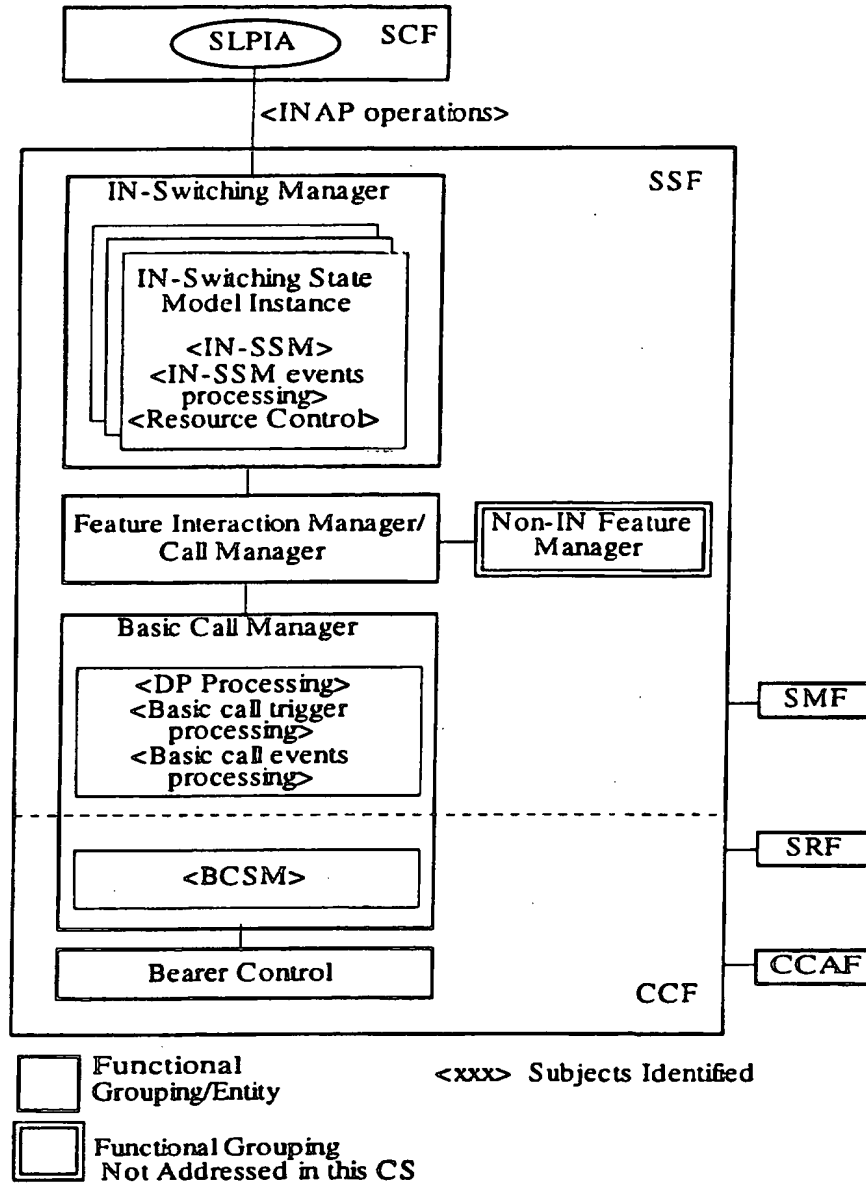 SLPIA
SCF
<INAP operations>
IN-Switching Manager
SSF
IN-Switching State
Model Instance
<IN-SSM>
<IN-SSM events
processing>
<Resource Control>
Feature Interaction Manager/
Call Manager
Non-IN Feature
Manager
Basic Call Manager
<DP Processing>
<Basic call trigger
processing>
<Basic call events
processing>
SMF
SRF
<BCSM>
CCAF
Bearer Control
CCF
Functional
Grouping/Entity
<xxx> Subjects Identified
Functional Grouping
Not Addressed in this CS